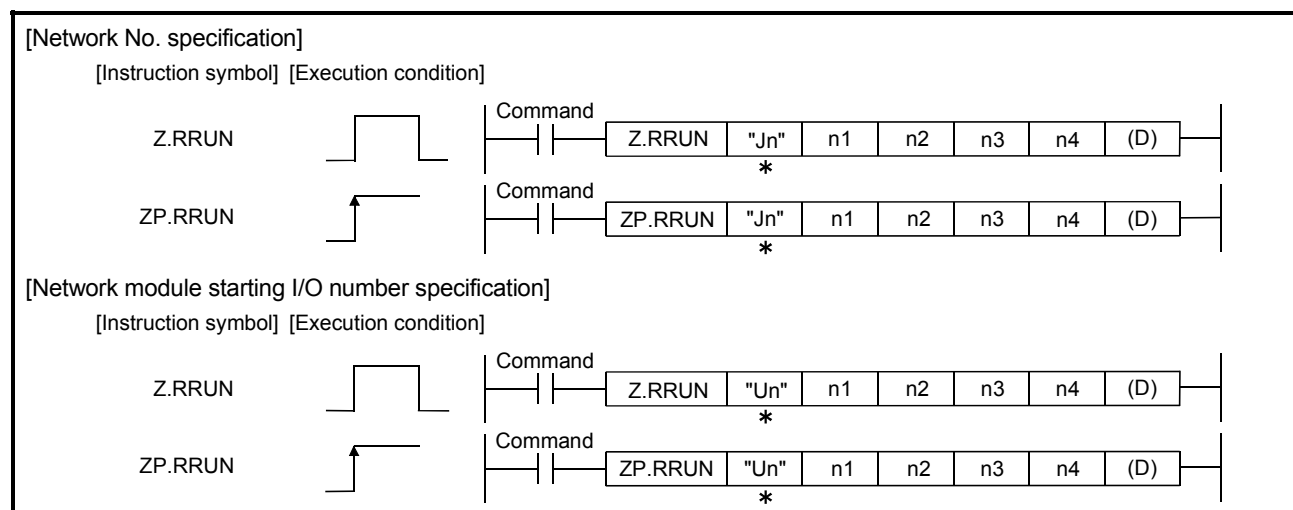 [Network No. specification]
[Instruction symbol] [Execution condition]
Command
Z.RRUN Z.RRUN "Jn" n1 n2 n3 n4 (D)
*
Command
ZP.RRUN ZP.RRUN "Jn" n1 n2 n3 n4 (D)
*
[Network module starting I/O number specification]
[Instruction symbol] [Execution condition]
Command
Z.RRUN Z.RRUN "Un" n1 n2 n3 n4 (D)
*
Command
ZP.RRUN ZP.RRUN "Un" n1 n2 n3 n4 (D)
*